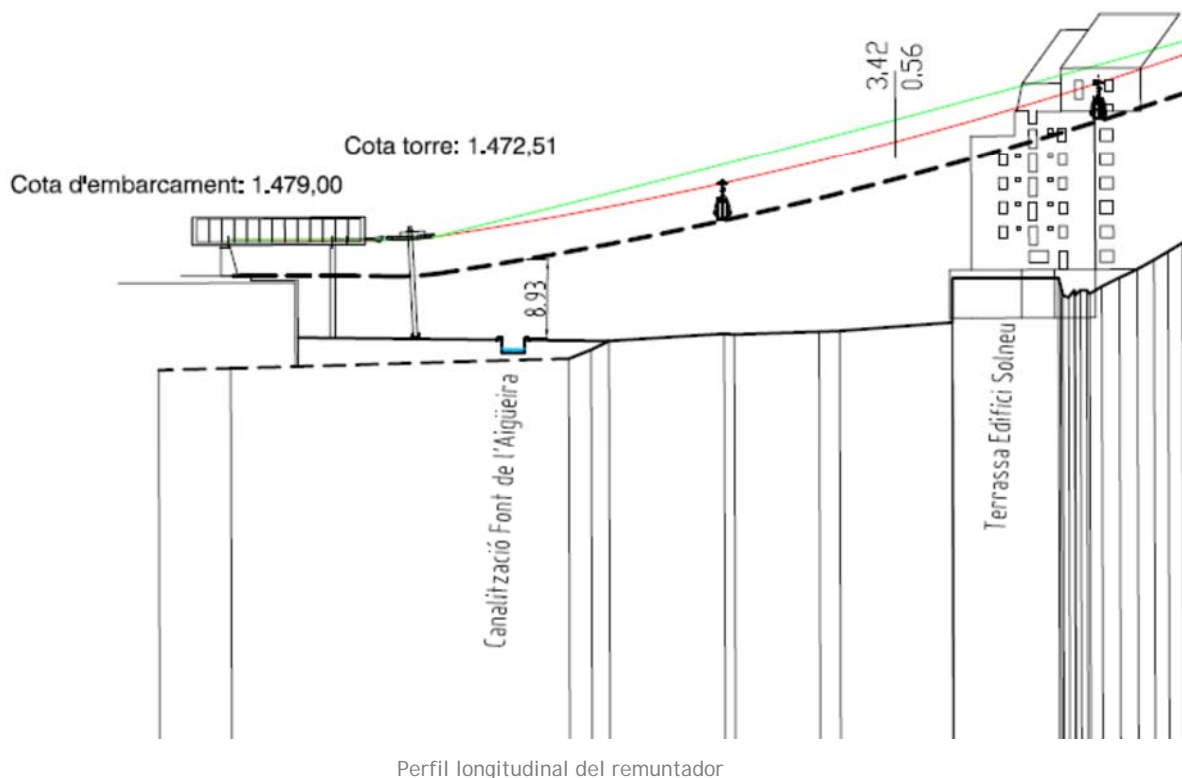 3.42
0.56
Cota torre: 1.472,51
Cota d'embarcament: 1.479,00
8.93
Canalització Font de l'Aigüeira
Terrassa Edifici Solneu
Perfil longitudinal del remuntador